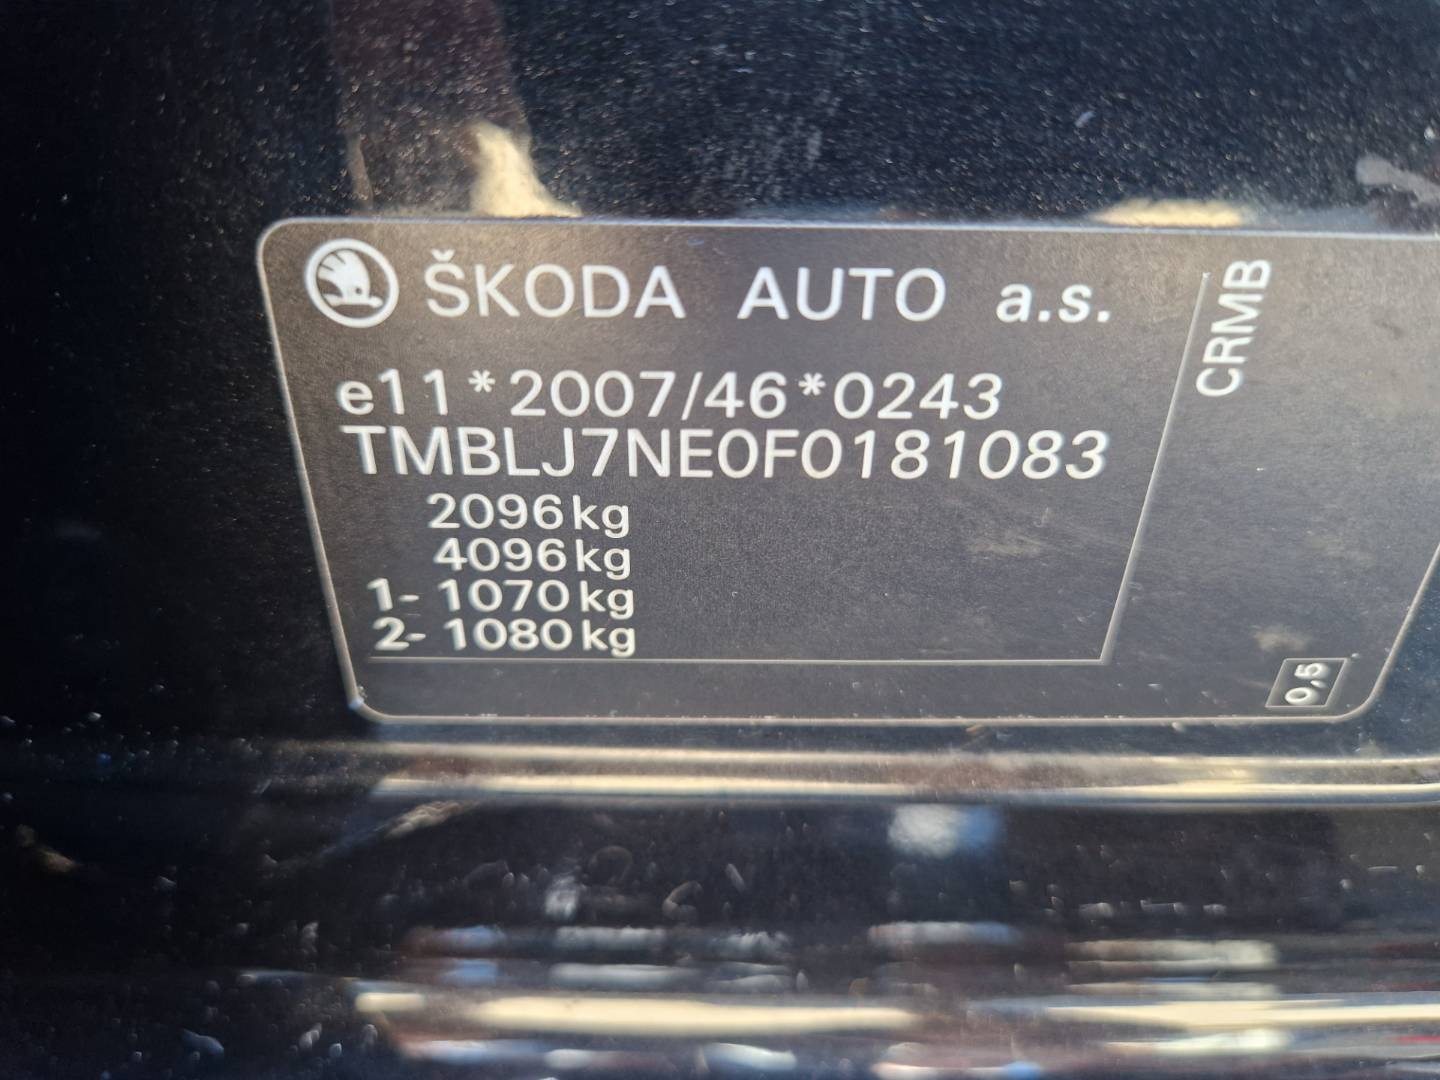 ŠKODA AUTO a.s.
e11*2007/46*0243
TMBLJ7NE0F0181083
2096kg
4096kg
1- 1070kg
2- 1080kg
CRMB
0,5